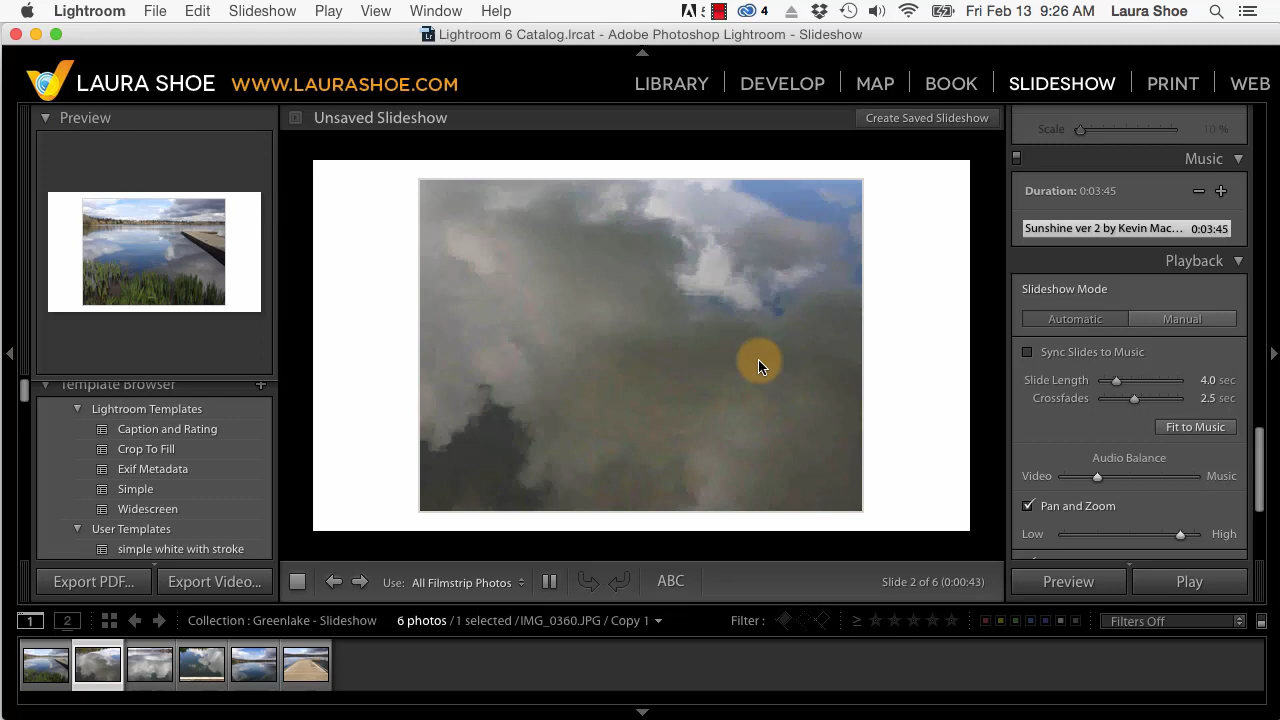 Lightroom File Edit Slideshow Play View Window Help 4 Fri Feb 13 9:26 AM Laura Shoe
Lightroom 6 Catalog.lrcat - Adobe Photoshop Lightroom - Slideshow
LAURA SHOE WWW.LAURASHOE.COM LIBRARY DEVELOP MAP BOOK SLIDESHOW PRINT WEB
Preview
Unsaved Slideshow
Create Saved Slideshow
Template Browser
Lightroom Templates
Caption and Rating
Crop To Fill
Exif Metadata
Simple
Widescreen
User Templates
simple white with stroke
Export PDF...
Export Video...
Use: All Filmstrip Photos
ABC
Slide 2 of 6 (0:00:43)
Scale 10 %
Music
Duration: 0:03:45
Sunshine ver 2 by Kevin Mac... 0:03:45
Playback
Slideshow Mode
Automatic Manual
Sync Slides to Music
Slide Length 4.0 sec
Crossfades 2.5 sec
Fit to Music
Audio Balance
Video Music
Pan and Zoom
Low High
Preview Play
1 2 Collection : Greenlake - Slideshow 6 photos / 1 selected / IMG_0360.JPG / Copy 1 Filter : ≥ Filters Off